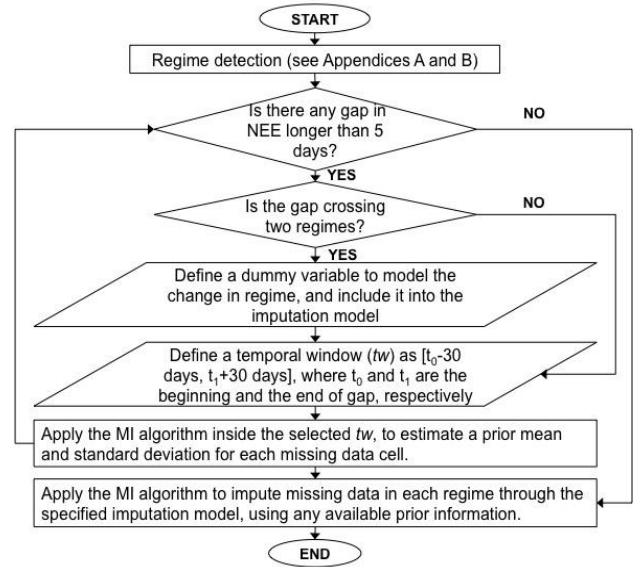 START
Regime detection (see Appendices A and B)
Is there any gap in
NEE longer than 5
days?
NO
YES
Is the gap crossing
two regimes?
NO
YES
Define a dummy variable to model the
change in regime, and include it into the
imputation model
Define a temporal window (tw) as [t₀-30
days, t₁+30 days], where t₀ and t₁ are the
beginning and the end of gap, respectively
Apply the MI algorithm inside the selected tw, to estimate a prior mean
and standard deviation for each missing data cell.
Apply the MI algorithm to impute missing data in each regime through the
specified imputation model, using any available prior information.
END